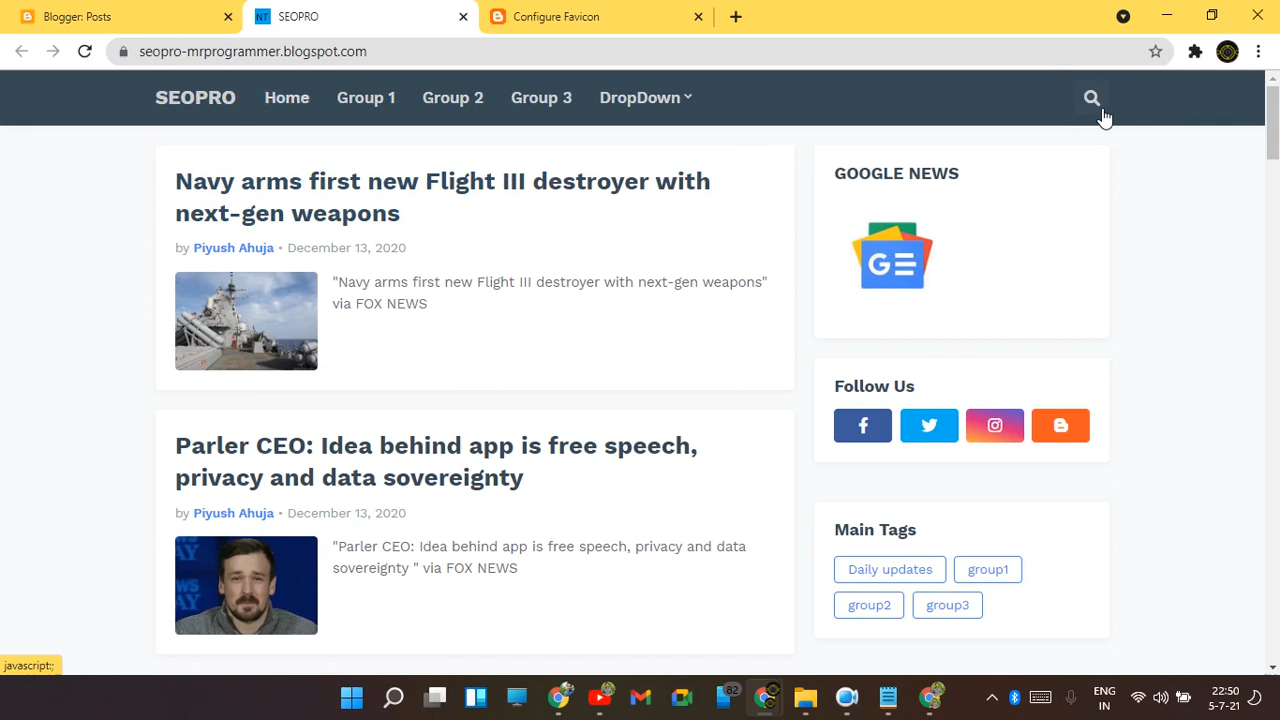 Blogger: Posts
NT
SEOPRO
Configure Favicon
seopro-mrprogrammer.blogspot.com
SEOPRO
Home
Group 1
Group 2
Group 3
DropDown
Navy arms first new Flight III destroyer with
next-gen weapons
by Piyush Ahuja • December 13, 2020
"Navy arms first new Flight III destroyer with next-gen weapons"
via FOX NEWS
GOOGLE NEWS
GE
Follow Us
Parler CEO: Idea behind app is free speech,
privacy and data sovereignty
by Piyush Ahuja • December 13, 2020
"Parler CEO: Idea behind app is free speech, privacy and data
sovereignty " via FOX NEWS
Main Tags
Daily updates
group1
group2
group3
javascript:;
82
ENG
IN
22:50
5-7-21